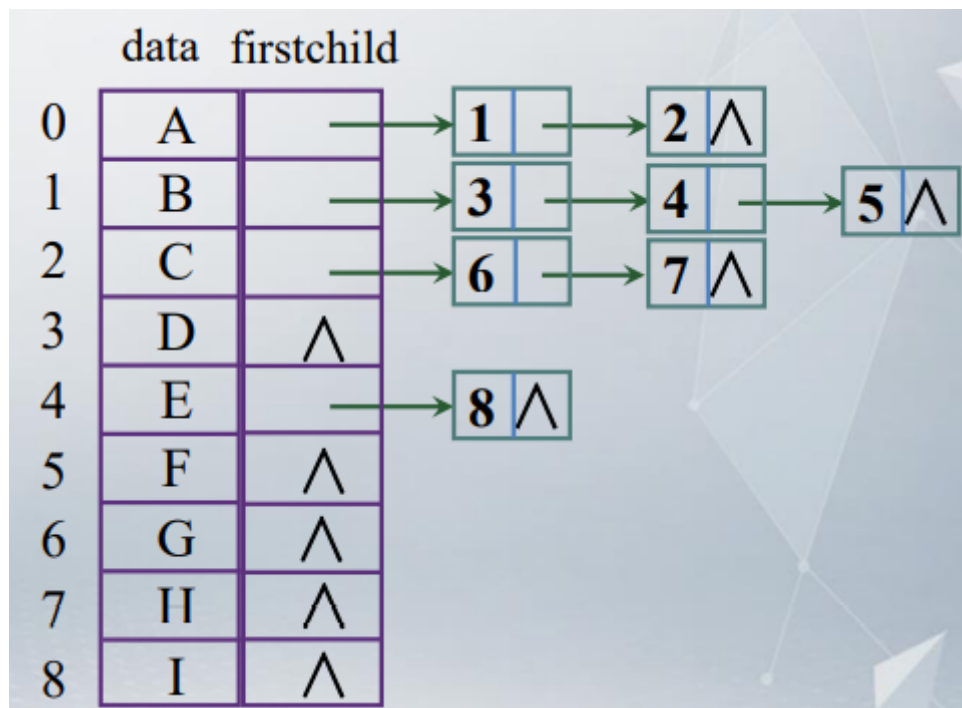 data firstchild
0 A 1 2 ∧
1 B 3 4 5 ∧
2 C 6 7 ∧
3 D ∧
4 E 8 ∧
5 F ∧
6 G ∧
7 H ∧
8 I ∧